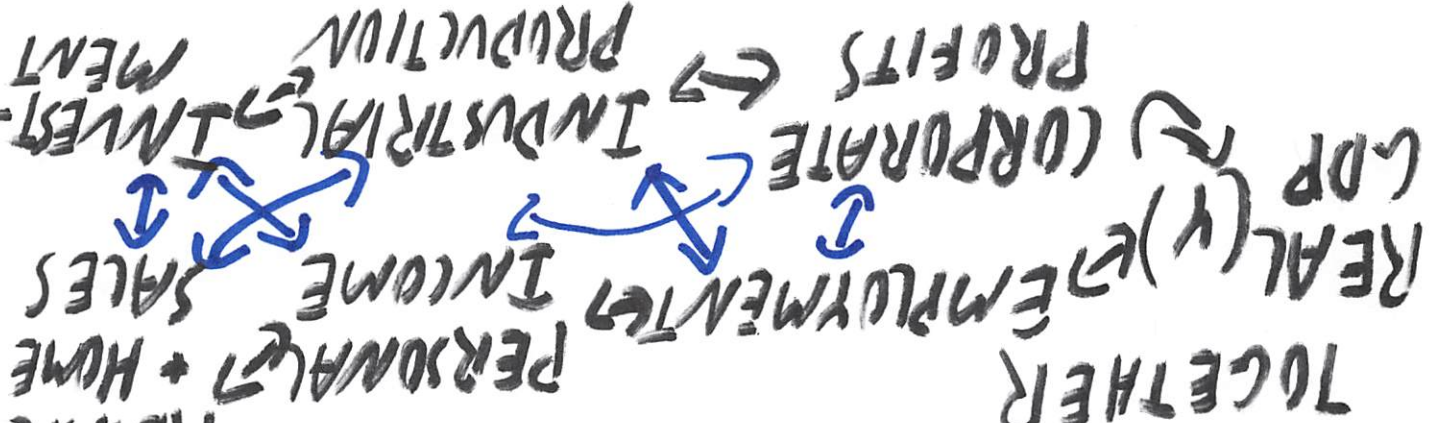 TOGETHER
PERSONAL ↔ + HOME
REAL (Y) ↔ EMPLOYMENT ↔ INCOME SALES
GDP ↔ CORPORATE ↔ INDUSTRIAL ↔ INVEST-
PROFITS PRODUCTION MENT